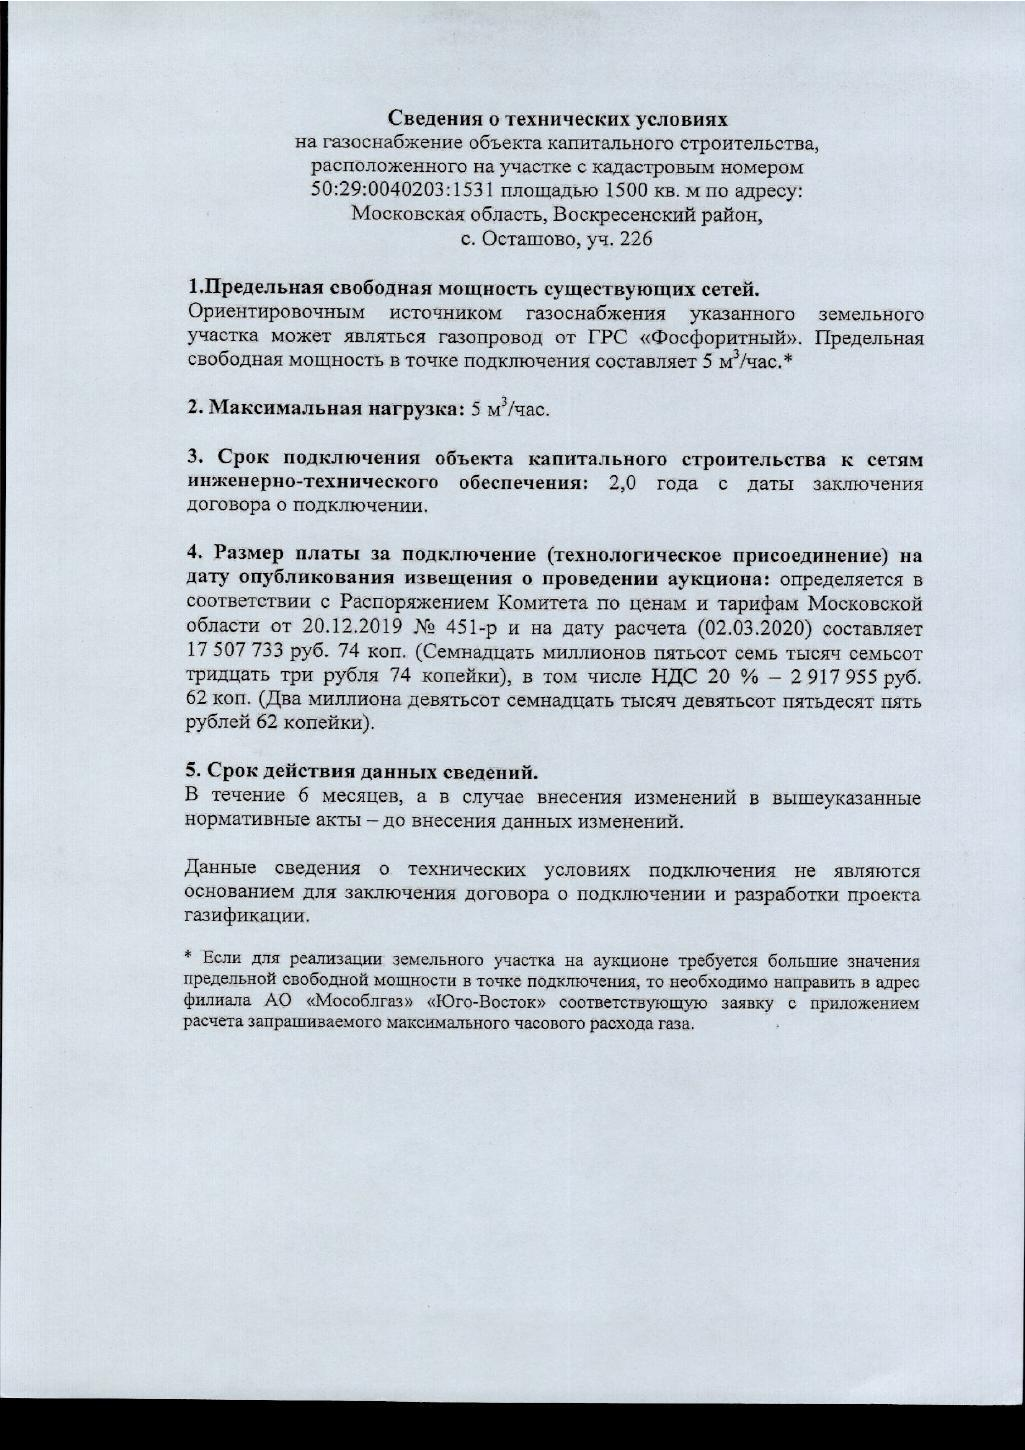 Сведения о технических условиях
на газоснабжение объекта капитального строительства,
расположенного на участке с кадастровым номером
50:29:0040203:1531 площадью 1500 кв. м по адресу:
Московская область, Воскресенский район,
с. Осташово, уч. 226
1.Предельная свободная мощность существующих сетей.
Ориентировочным источником газоснабжения указанного земельного
участка может являться газопровод от ГРС «Фосфоритный». Предельная
свободная мощность в точке подключения составляет 5 м³/час.*
2. Максимальная нагрузка: 5 м³/час.
3. Срок подключения объекта капитального строительства к сетям
инженерно-технического обеспечения: 2,0 года с даты заключения
договора о подключении.
4. Размер платы за подключение (технологическое присоединение) на
дату опубликования извещения о проведении аукциона: определяется в
соответствии с Распоряжением Комитета по ценам и тарифам Московской
области от 20.12.2019 № 451-р и на дату расчета (02.03.2020) составляет
17 507 733 руб. 74 коп. (Семнадцать миллионов пятьсот семь тысяч семьсот
тридцать три рубля 74 копейки), в том числе НДС 20 % – 2 917 955 руб.
62 коп. (Два миллиона девятьсот семнадцать тысяч девятьсот пятьдесят пять
рублей 62 копейки).
5. Срок действия данных сведений.
В течение 6 месяцев, а в случае внесения изменений в вышеуказанные
нормативные акты – до внесения данных изменений.
Данные сведения о технических условиях подключения не являются
основанием для заключения договора о подключении и разработки проекта
газификации.
* Если для реализации земельного участка на аукционе требуется большие значения
предельной свободной мощности в точке подключения, то необходимо направить в адрес
филиала АО «Мособлгаз» «Юго-Восток» соответствующую заявку с приложением
расчета запрашиваемого максимального часового расхода газа.